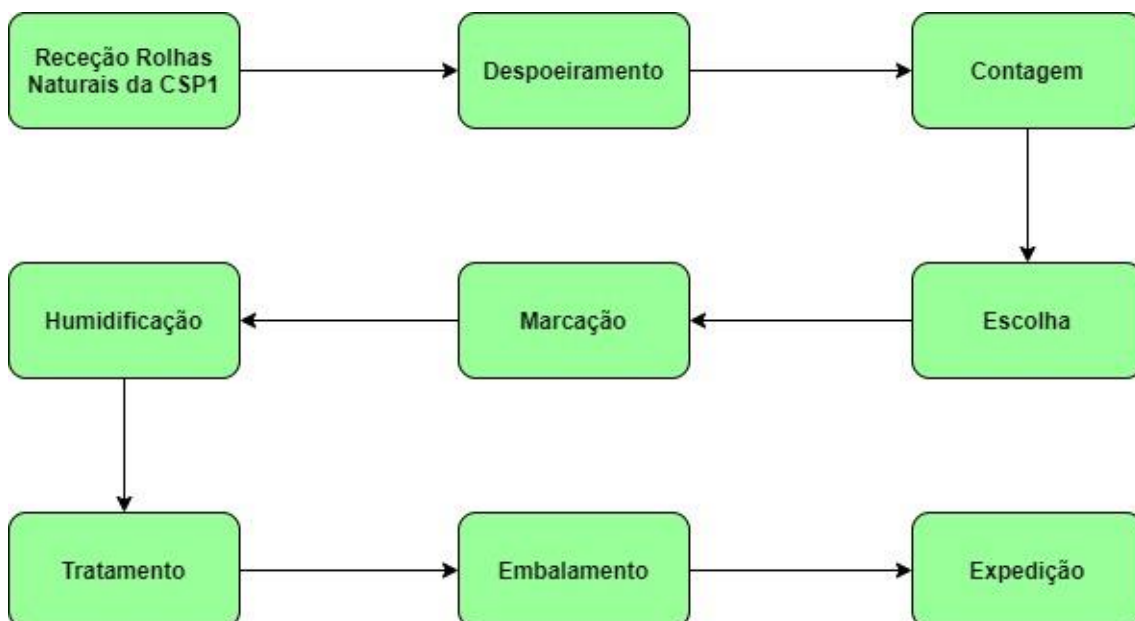 Receção Rolhas
Naturais da CSP1
Despoeiramento
Contagem
Escolha
Marcação
Humidificação
Tratamento
Embalamento
Expedição